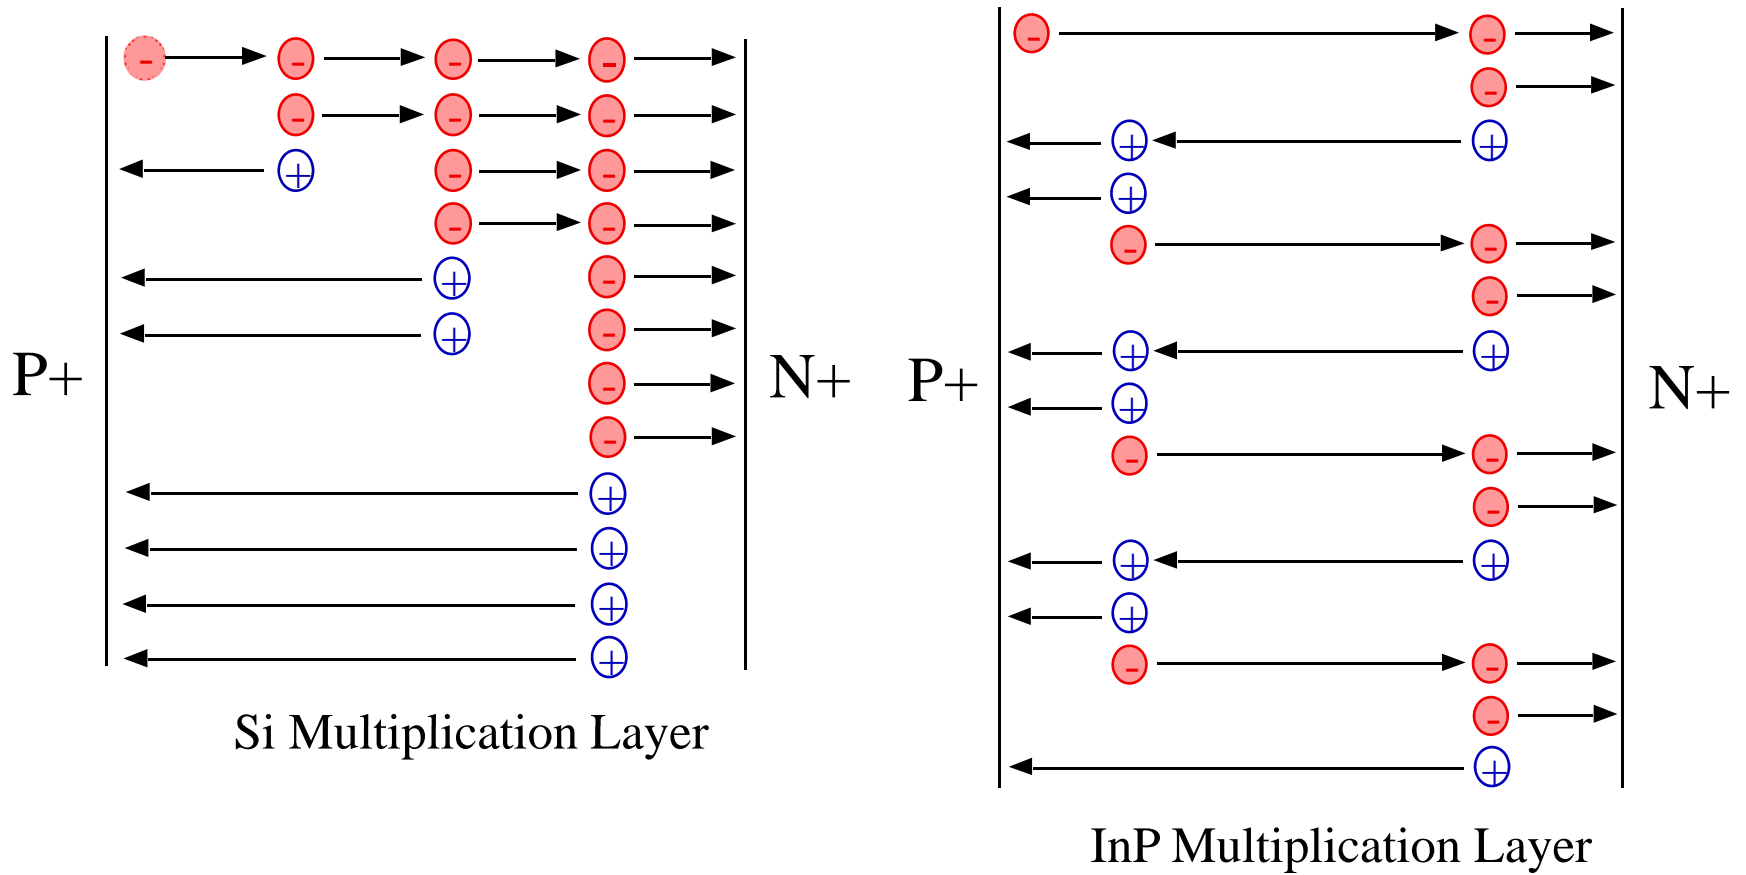 P+
N+
P+
N+
Si Multiplication Layer
InP Multiplication Layer